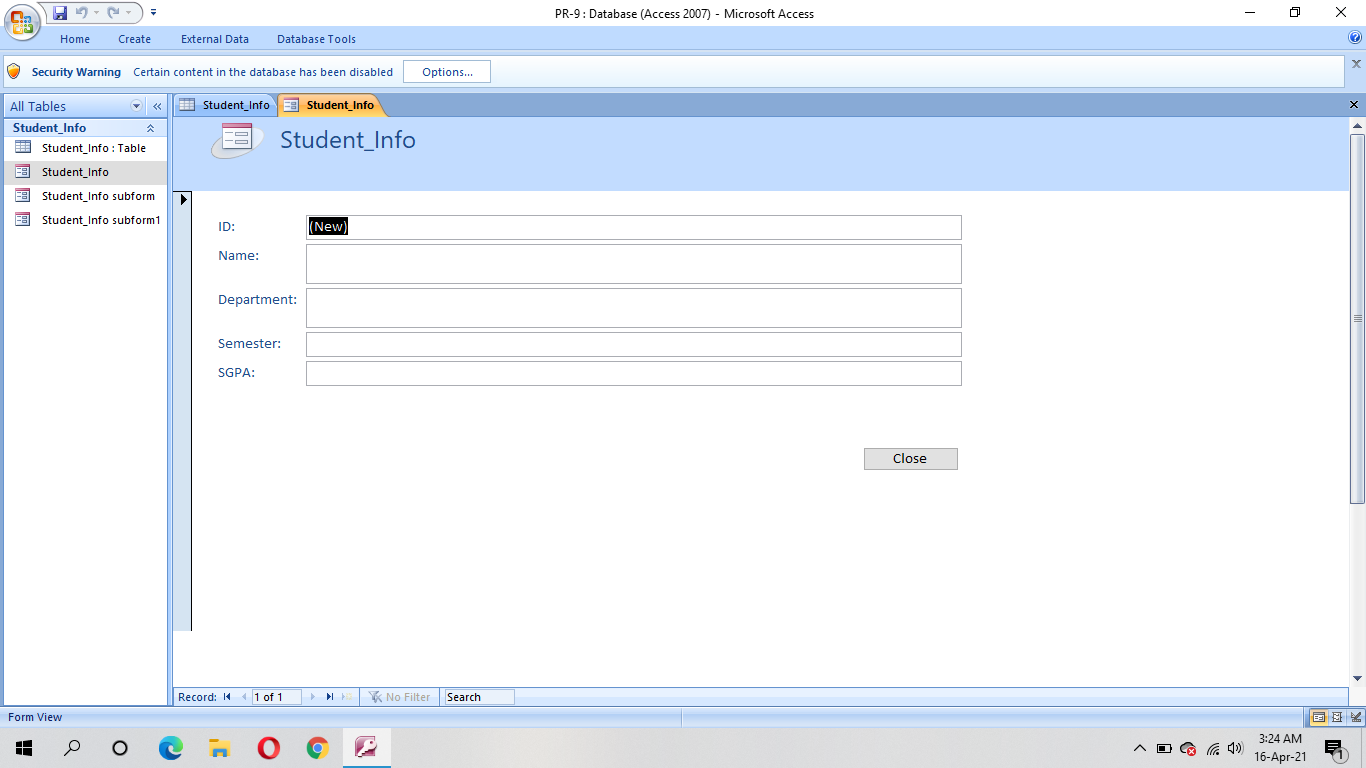 PR-9 : Database (Access 2007) - Microsoft Access
Home Create External Data Database Tools
Security Warning Certain content in the database has been disabled Options...
All Tables
Student_Info
Student_Info : Table
Student_Info
Student_Info subform
Student_Info subform1
Student_Info Student_Info
Student_Info
ID: (New)
Name:
Department:
Semester:
SGPA:
Close
Record: 1 of 1 No Filter Search
Form View
3:24 AM
16-Apr-21
1